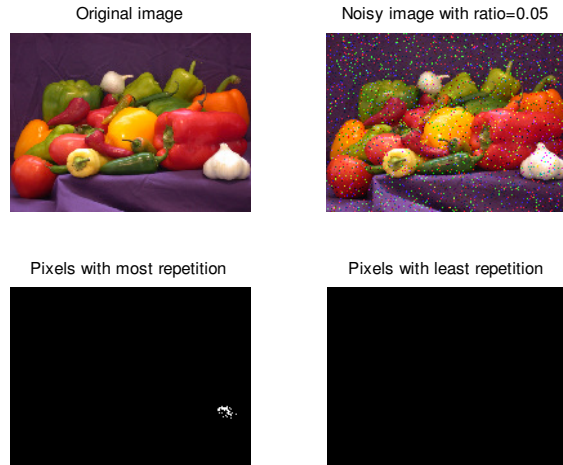 Original image
Noisy image with ratio=0.05
Pixels with most repetition
Pixels with least repetition